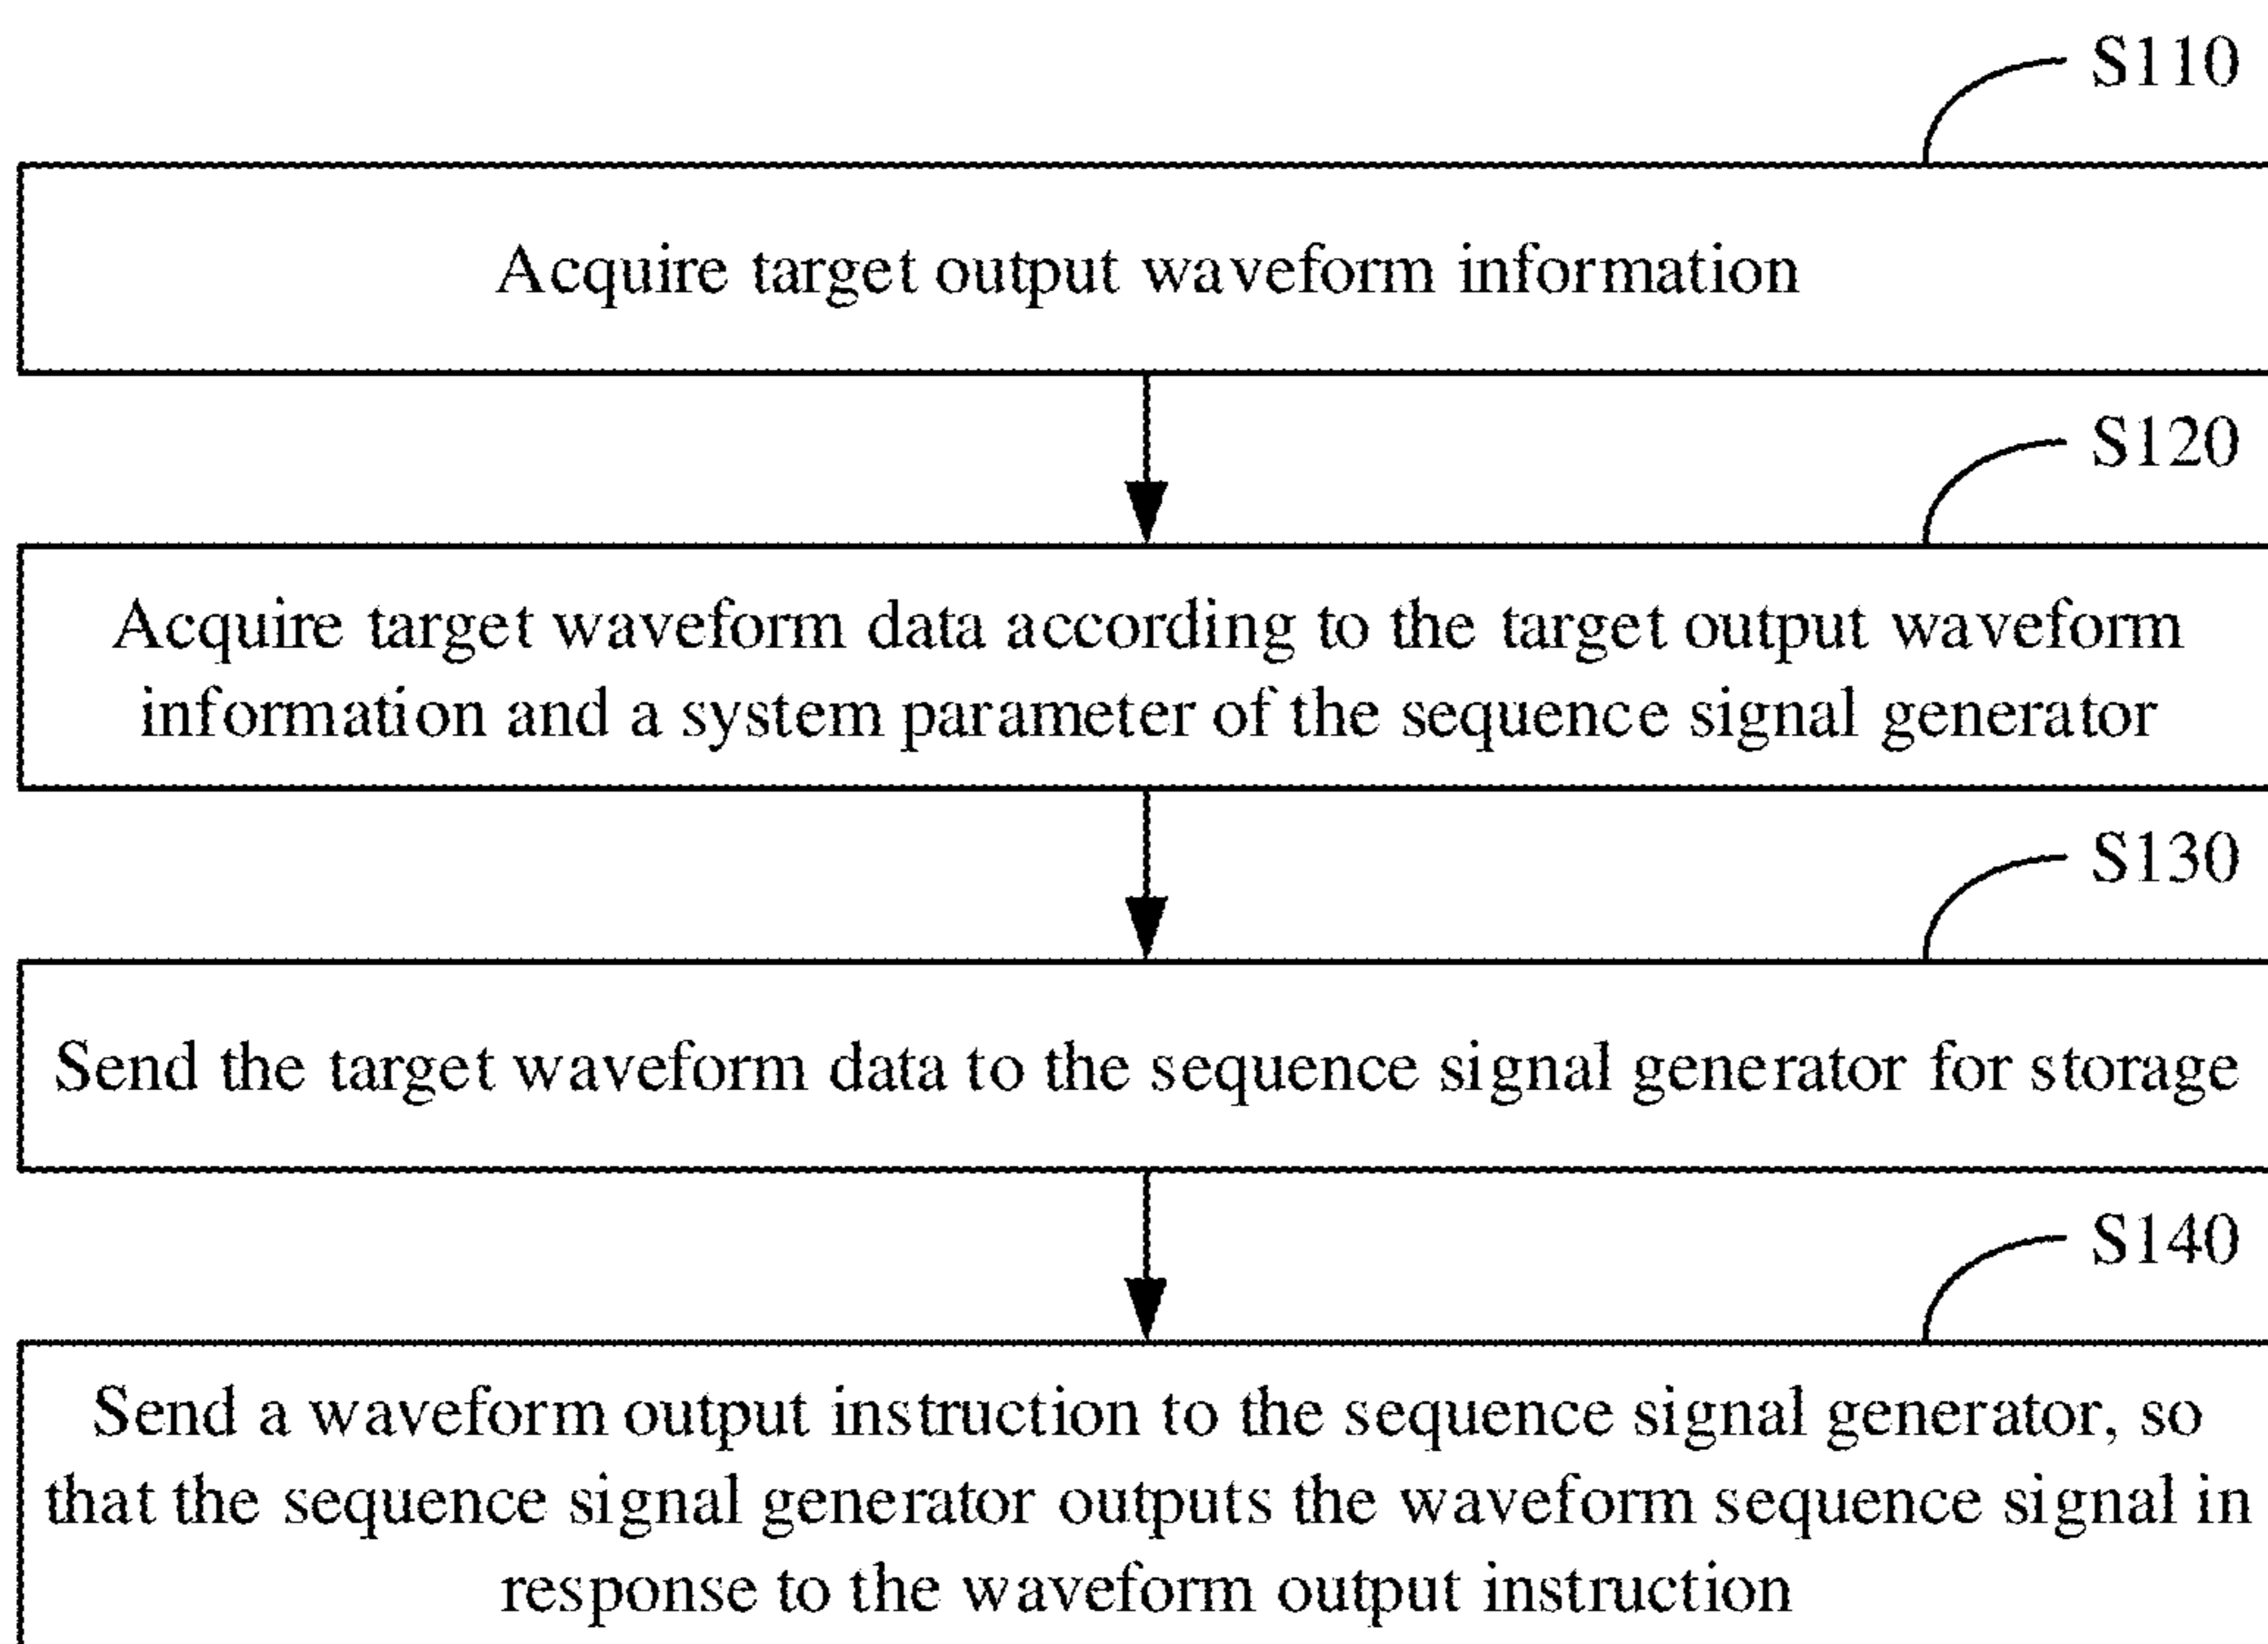 S110
Acquire target output waveform information
S120
Acquire target waveform data according to the target output waveform
information and a system parameter of the sequence signal generator
S130
Send the target waveform data to the sequence signal generator for storage
S140
Send a waveform output instruction to the sequence signal generator, so
that the sequence signal generator outputs the waveform sequence signal in
response to the waveform output instruction